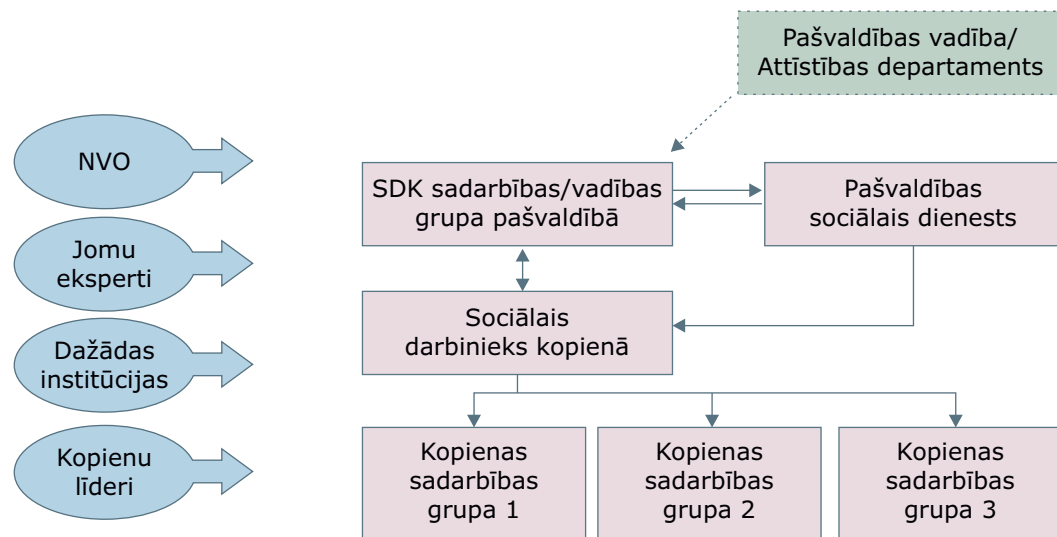 Pašvaldības vadība/
Attīstības departaments
NVO
Jomu
eksperti
Dažādas
institūcijas
Kopienu
līderi
SDK sadarbības/vadības
grupa pašvaldībā
Pašvaldības
sociālais dienests
Sociālais
darbinieks kopienā
Kopienas
sadarbības
grupa 1
Kopienas
sadarbības
grupa 2
Kopienas
sadarbības
grupa 3